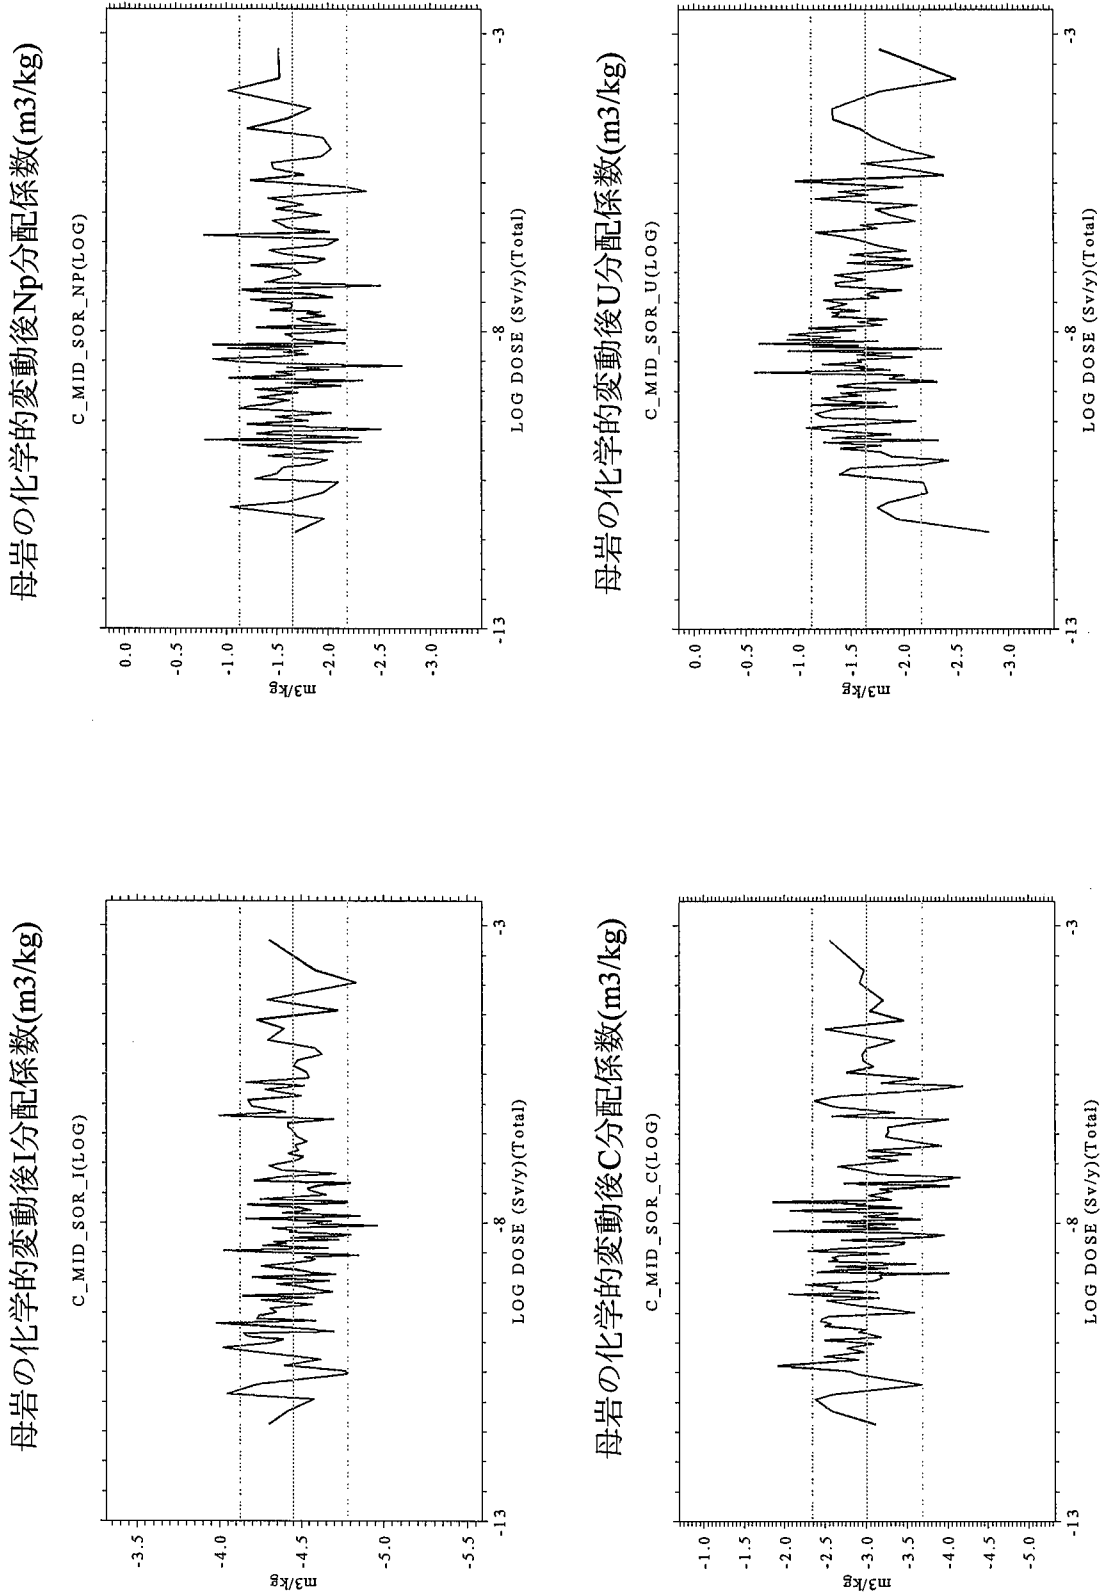 母岩の化学的変動後I分配係数(m3/kg)
C_MID_SOR_I(LOG)
m3/kg
-3.5
-4.0
-4.5
-5.0
-13
-8
-3
LOG DOSE (Sv/y)(Total)
母岩の化学的変動後Np分配係数(m3/kg)
C_MID_SOR_NP(LOG)
m3/kg
0.0
-0.5
-1.0
-1.5
-2.0
-2.5
-3.0
-13
-8
-3
LOG DOSE (Sv/y)(Total)
母岩の化学的変動後C分配係数(m3/kg)
C_MID_SOR_C(LOG)
m3/kg
-1.0
-1.5
-2.0
-2.5
-3.0
-3.5
-4.0
-4.5
-5.0
-13
-8
-3
LOG DOSE (Sv/y)(Total)
母岩の化学的変動後U分配係数(m3/kg)
C_MID_SOR_U(LOG)
m3/kg
0.0
-0.5
-1.0
-1.5
-2.0
-2.5
-3.0
-13
-8
-3
LOG DOSE (Sv/y)(Total)